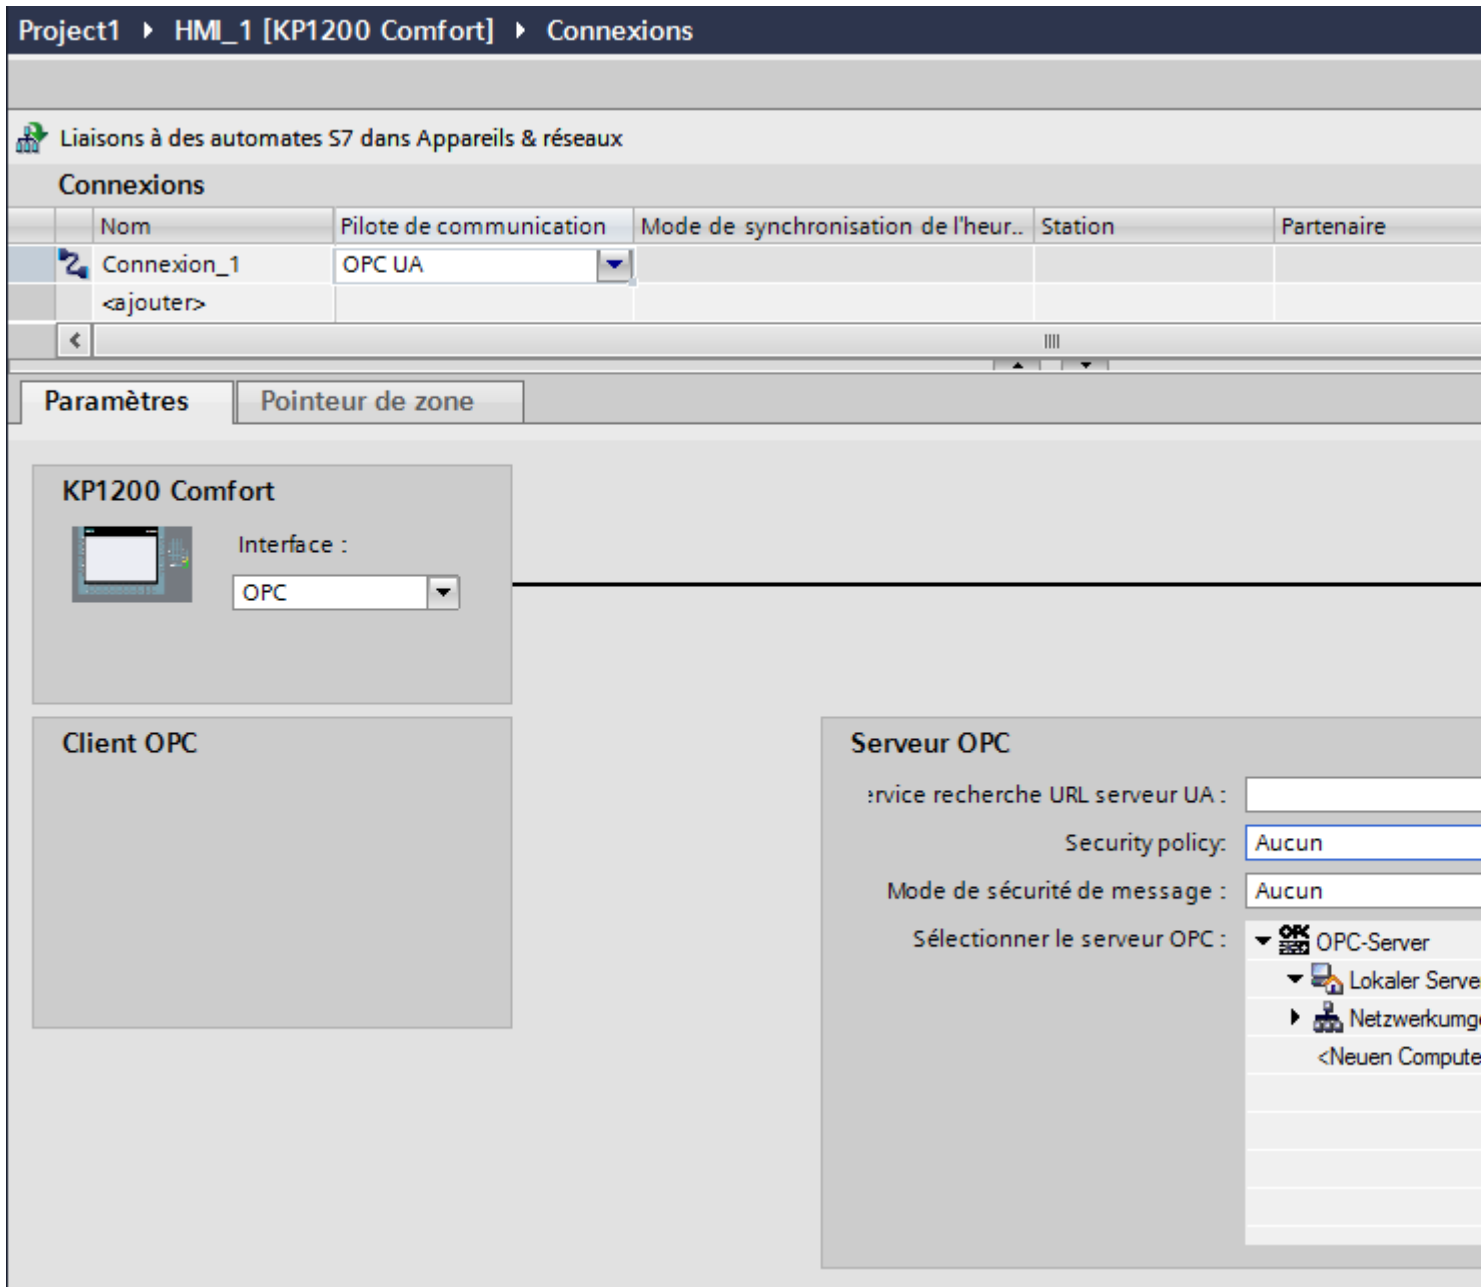 Project1 ▸ HMI_1 [KP1200 Comfort] ▸ Connexions
Liaisons à des automates S7 dans Appareils & réseaux
Connexions
Nom Pilote de communication Mode de synchronisation de l'heur.. Station Partenaire
Connexion_1 OPC UA
<ajouter>
Paramètres Pointeur de zone
KP1200 Comfort
Interface :
OPC
Client OPC
Serveur OPC
ervice recherche URL serveur UA :
Security policy: Aucun
Mode de sécurité de message : Aucun
Sélectionner le serveur OPC : OPC-Server
Lokaler Server
Netzwerkumge
<Neuen Compute